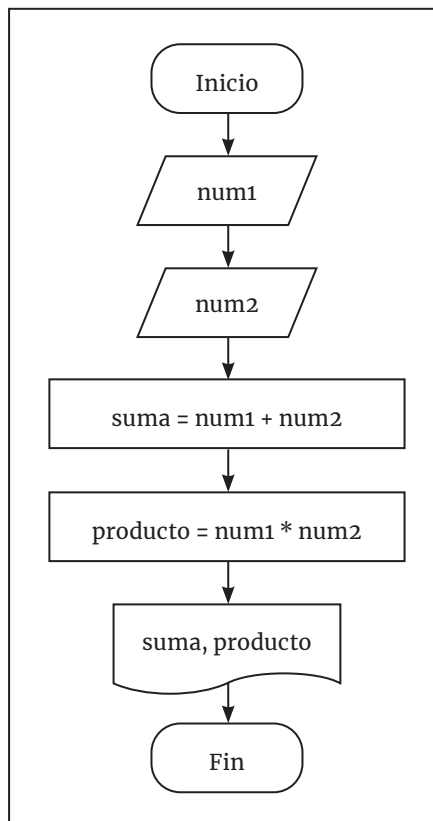 Inicio
num1
num2
suma = num1 + num2
producto = num1 * num2
suma, producto
Fin